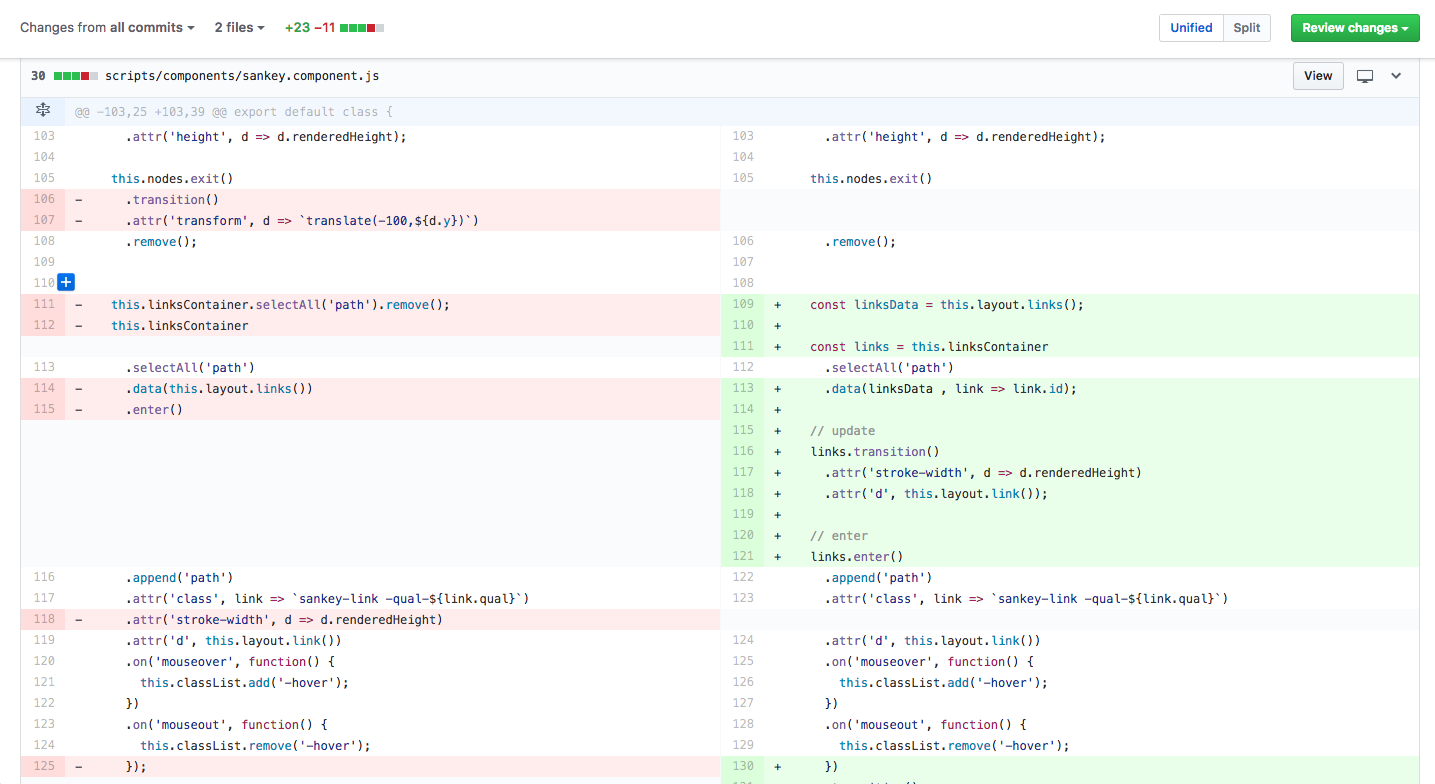 Changes from all commits 2 files +23 −11 Unified Split Review changes
30 scripts/components/sankey.component.js View
@@ -103,25 +103,39 @@ export default class {
103 .attr('height', d => d.renderedHeight); 103 .attr('height', d => d.renderedHeight);
104 104
105 this.nodes.exit() 105 this.nodes.exit()
106 - .transition()
107 - .attr('transform', d => `translate(-100,${d.y})`)
108 .remove(); 106 .remove();
109 107
110 + 108
111 - this.linksContainer.selectAll('path').remove(); 109 + const linksData = this.layout.links();
112 - this.linksContainer 110 +
111 + const links = this.linksContainer
113 .selectAll('path') 112 .selectAll('path')
114 - .data(this.layout.links()) 113 + .data(linksData , link => link.id);
115 - .enter() 114 +
115 + // update
116 + links.transition()
117 + .attr('stroke-width', d => d.renderedHeight)
118 + .attr('d', this.layout.link());
119 +
120 + // enter
121 + links.enter()
116 .append('path') 122 .append('path')
117 .attr('class', link => `sankey-link -qual-${link.qual}`) 123 .attr('class', link => `sankey-link -qual-${link.qual}`)
118 - .attr('stroke-width', d => d.renderedHeight)
119 .attr('d', this.layout.link()) 124 .attr('d', this.layout.link())
120 .on('mouseover', function() { 125 .on('mouseover', function() {
121 this.classList.add('-hover'); 126 this.classList.add('-hover');
122 }) 127 })
123 .on('mouseout', function() { 128 .on('mouseout', function() {
124 this.classList.remove('-hover'); 129 this.classList.remove('-hover');
125 - }); 130 + })